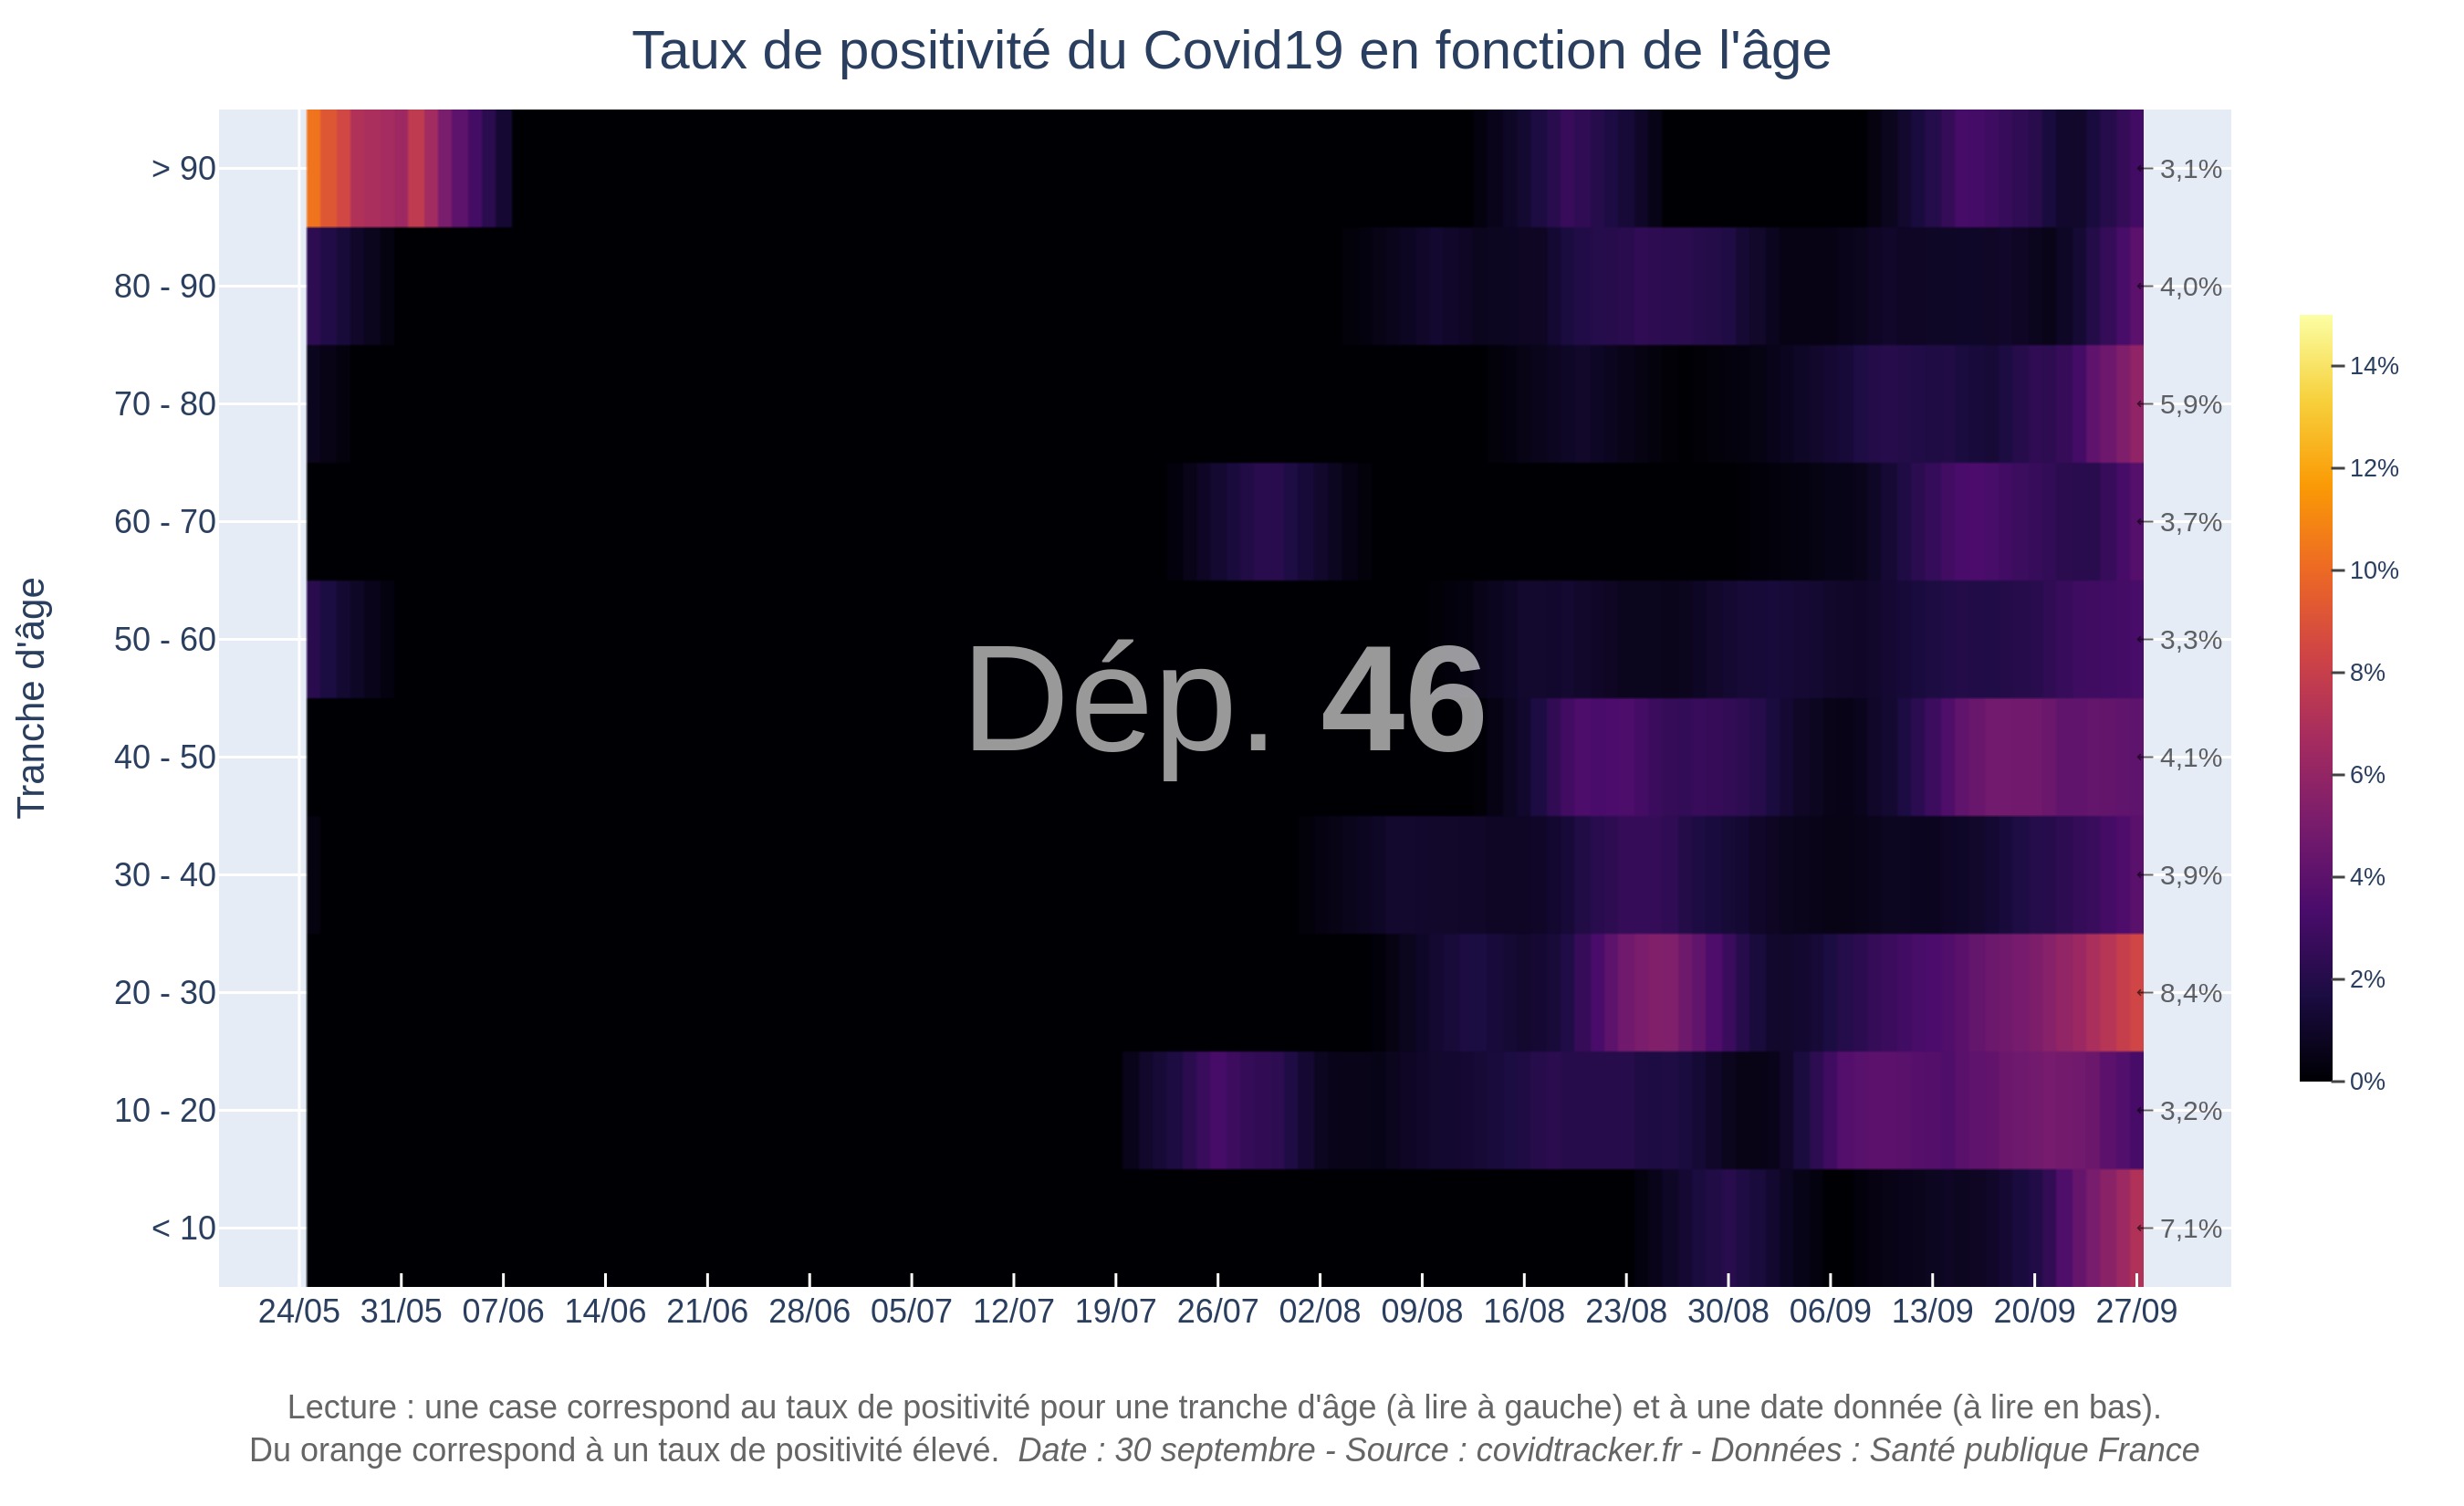 Taux de positivité du Covid19 en fonction de l'âge
Tranche d'âge
> 90
80 - 90
70 - 80
60 - 70
50 - 60
40 - 50
30 - 40
20 - 30
10 - 20
< 10
Dép. 46
3,1%
4,0%
5,9%
3,7%
3,3%
4,1%
3,9%
8,4%
3,2%
7,1%
14%
12%
10%
8%
6%
4%
2%
0%
24/05 31/05 07/06 14/06 21/06 28/06 05/07 12/07 19/07 26/07 02/08 09/08 16/08 23/08 30/08 06/09 13/09 20/09 27/09
Lecture : une case correspond au taux de positivité pour une tranche d'âge (à lire à gauche) et à une date donnée (à lire en bas).
Du orange correspond à un taux de positivité élevé. Date : 30 septembre - Source : covidtracker.fr - Données : Santé publique France